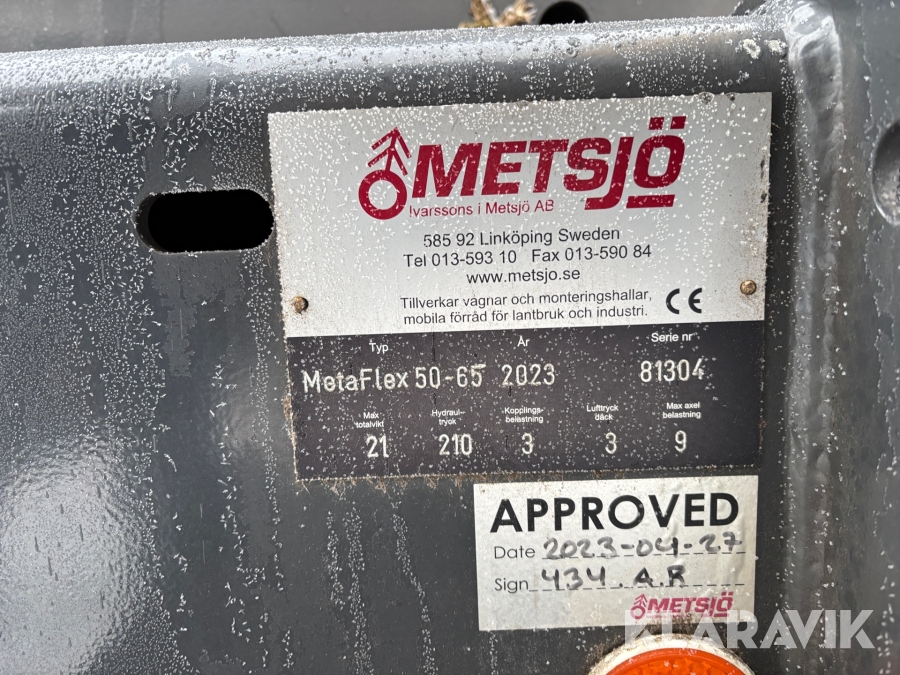 METSJÖ
Ivarssons i Metsjö AB
585 92 Linköping Sweden
Tel 013-593 10 Fax 013-590 84
www.metsjo.se
Tillverkar vagnar och monteringshallar,
mobila förråd för lantbruk och industri. CE
Typ År Serie nr
MetaFlex 50-65 2023 81304
Max Hydraul- Kopplings- Lufttryck Max axel
totalvikt tryck belastning däck belastning
21 210 3 3 9
APPROVED
Date 2023-04-27
Sign 434.A.R
METSJÖ
KLARAVIK